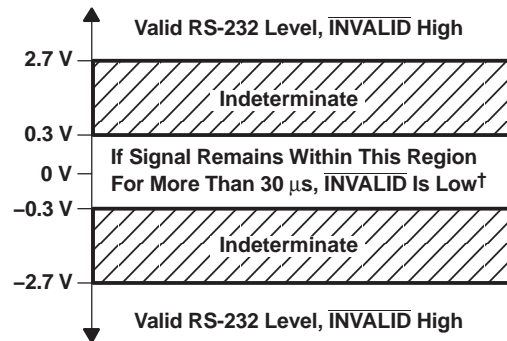 Valid RS-232 Level, INVALID High
2.7 V
Indeterminate
0.3 V
If Signal Remains Within This Region
0 V
For More Than 30 µs, INVALID Is Low†
−0.3 V
Indeterminate
−2.7 V
Valid RS-232 Level, INVALID High